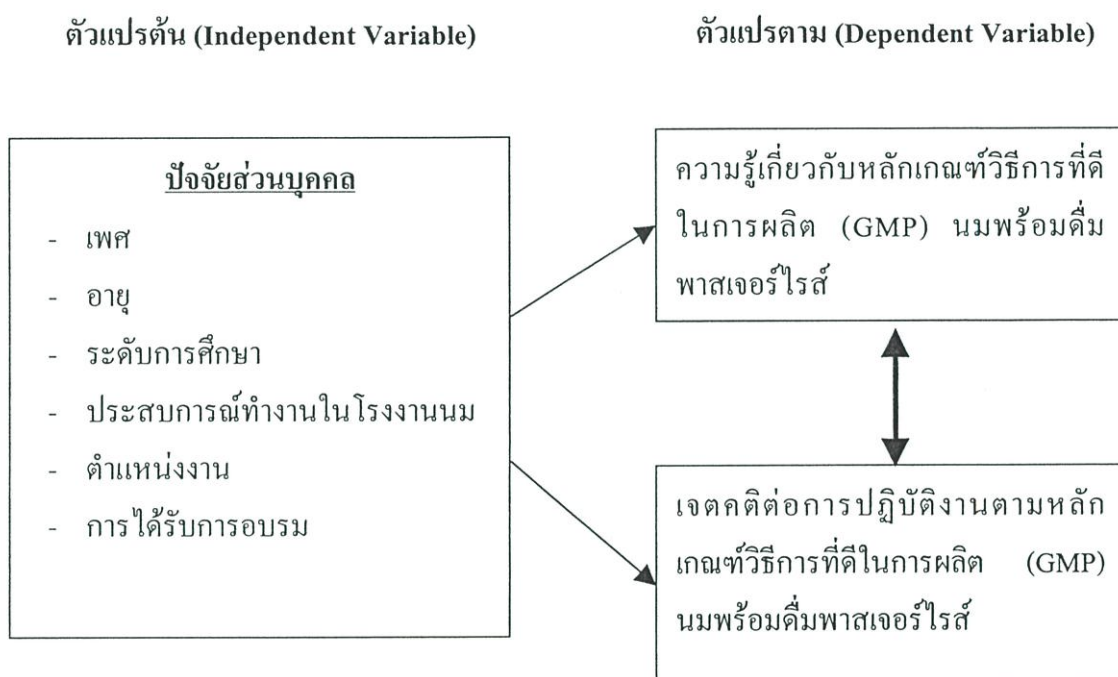 ตัวแปรต้น (Independent Variable)
ตัวแปรตาม (Dependent Variable)
ปัจจัยส่วนบุคคล
- เพศ
- อายุ
- ระดับการศึกษา
- ประสบการณ์ทำงานในโรงงานนม
- ตำแหน่งงาน
- การได้รับการอบรม
ความรู้เกี่ยวกับหลักเกณฑ์วิธีการที่ดี
ในการผลิต (GMP) นมพร้อมดื่ม
พาสเจอร์ไรส์
เจตคติต่อการปฏิบัติงานตามหลัก
เกณฑ์วิธีการที่ดีในการผลิต (GMP)
นมพร้อมดื่มพาสเจอร์ไรส์